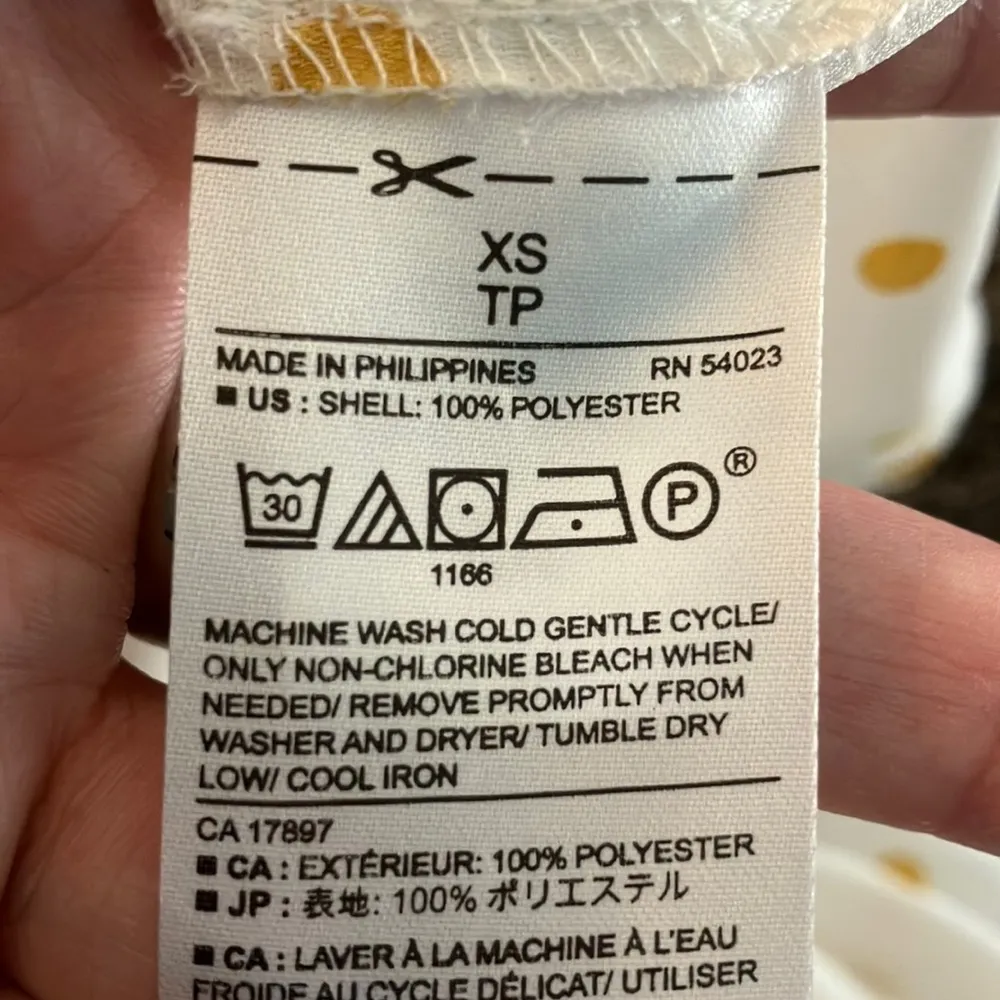 XS
TP
MADE IN PHILIPPINES RN 54023
US : SHELL: 100% POLYESTER
30 P ®
1166
MACHINE WASH COLD GENTLE CYCLE/
ONLY NON-CHLORINE BLEACH WHEN
NEEDED/ REMOVE PROMPTLY FROM
WASHER AND DRYER/ TUMBLE DRY
LOW/ COOL IRON
CA 17897
CA : EXTÉRIEUR: 100% POLYESTER
JP : 表地: 100% ポリエステル
CA : LAVER À LA MACHINE À L'EAU
FROIDE AU CYCLE DÉLICAT/ UTILISER